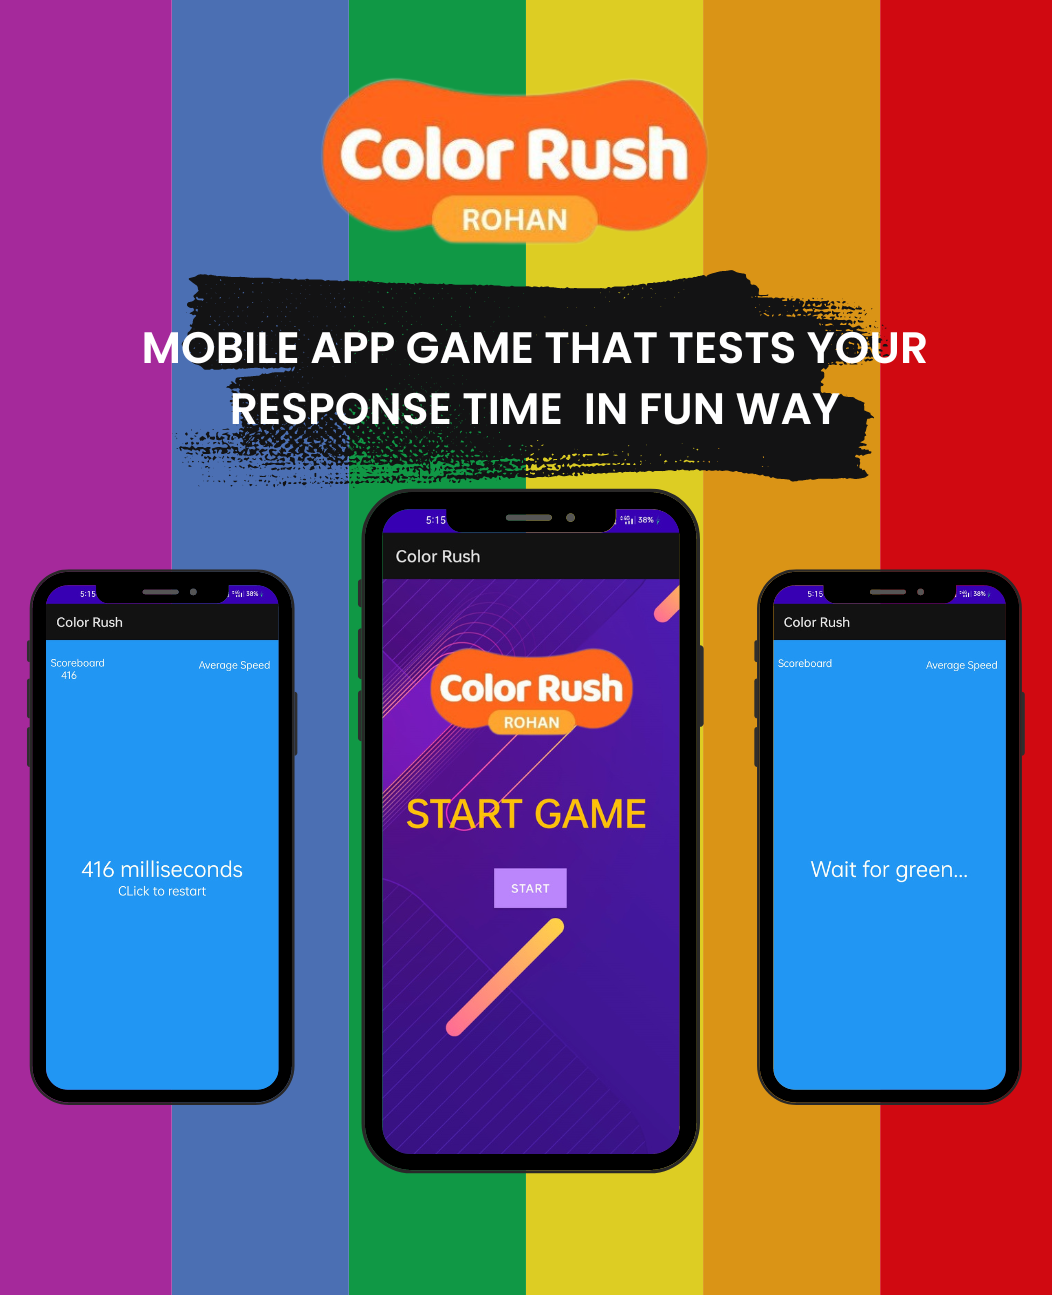 Color Rush
ROHAN
MOBILE APP GAME THAT TESTS YOUR
RESPONSE TIME IN FUN WAY
5:15
38%
Color Rush
Scoreboard
416
Average Speed
416 milliseconds
CLick to restart
5:15
38%
Color Rush
Color Rush
ROHAN
START GAME
START
5:15
38%
Color Rush
Scoreboard
Average Speed
Wait for green...